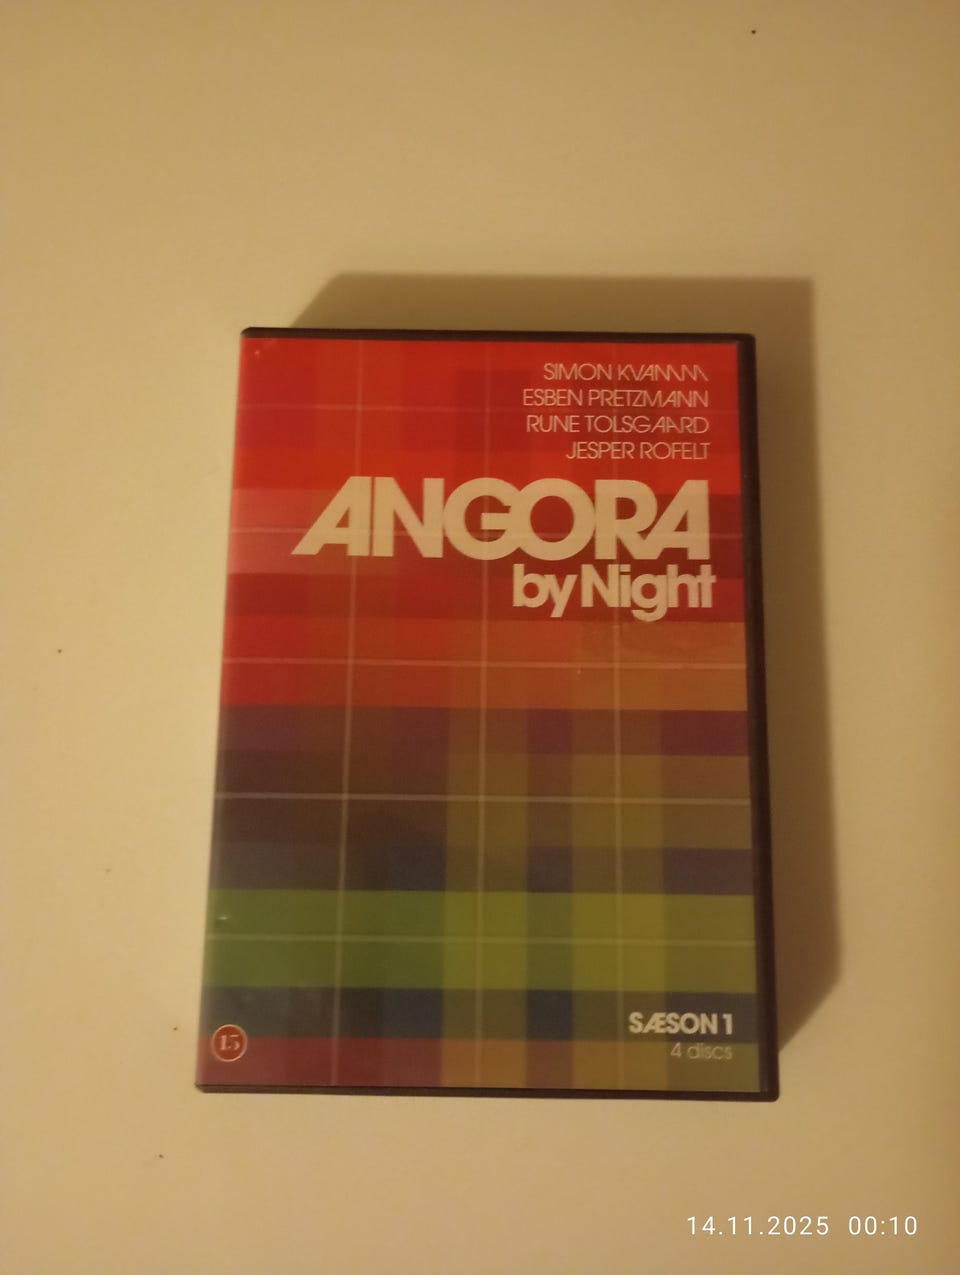 SIMON KVAMM
ESBEN PRETZMANN
RUNE TOLSGAARD
JESPER ROFELT
ANGORA
by Night
SÆSON 1
4 discs
15
14.11.2025 00:10